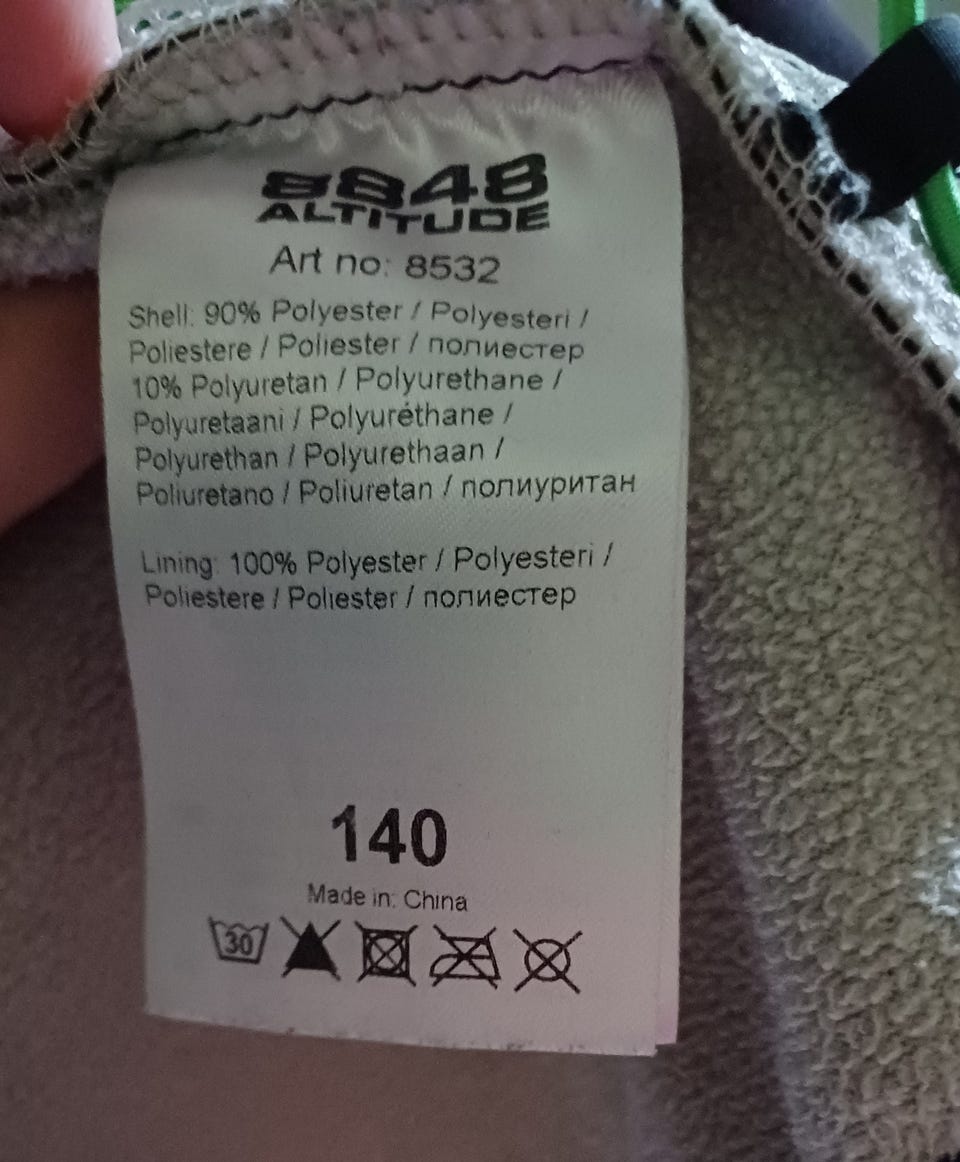 8848
ALTITUDE
Art no: 8532
Shell: 90% Polyester / Polyesteri /
Poliestere / Poliester / полиестер
10% Polyuretan / Polyurethane /
Polyuretaani / Polyuréthane /
Polyurethan / Polyurethaan /
Poliuretano / Poliuretan / полиуритан
Lining: 100% Polyester / Polyesteri /
Poliestere / Poliester / полиестер
140
Made in: China
30